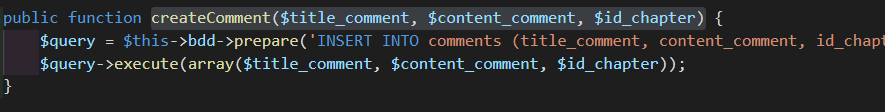 public function createComment($title_comment, $content_comment, $id_chapter) {
$query = $this->bdd->prepare('INSERT INTO comments (title_comment, content_comment, id_chapt
$query->execute(array($title_comment, $content_comment, $id_chapter));
}